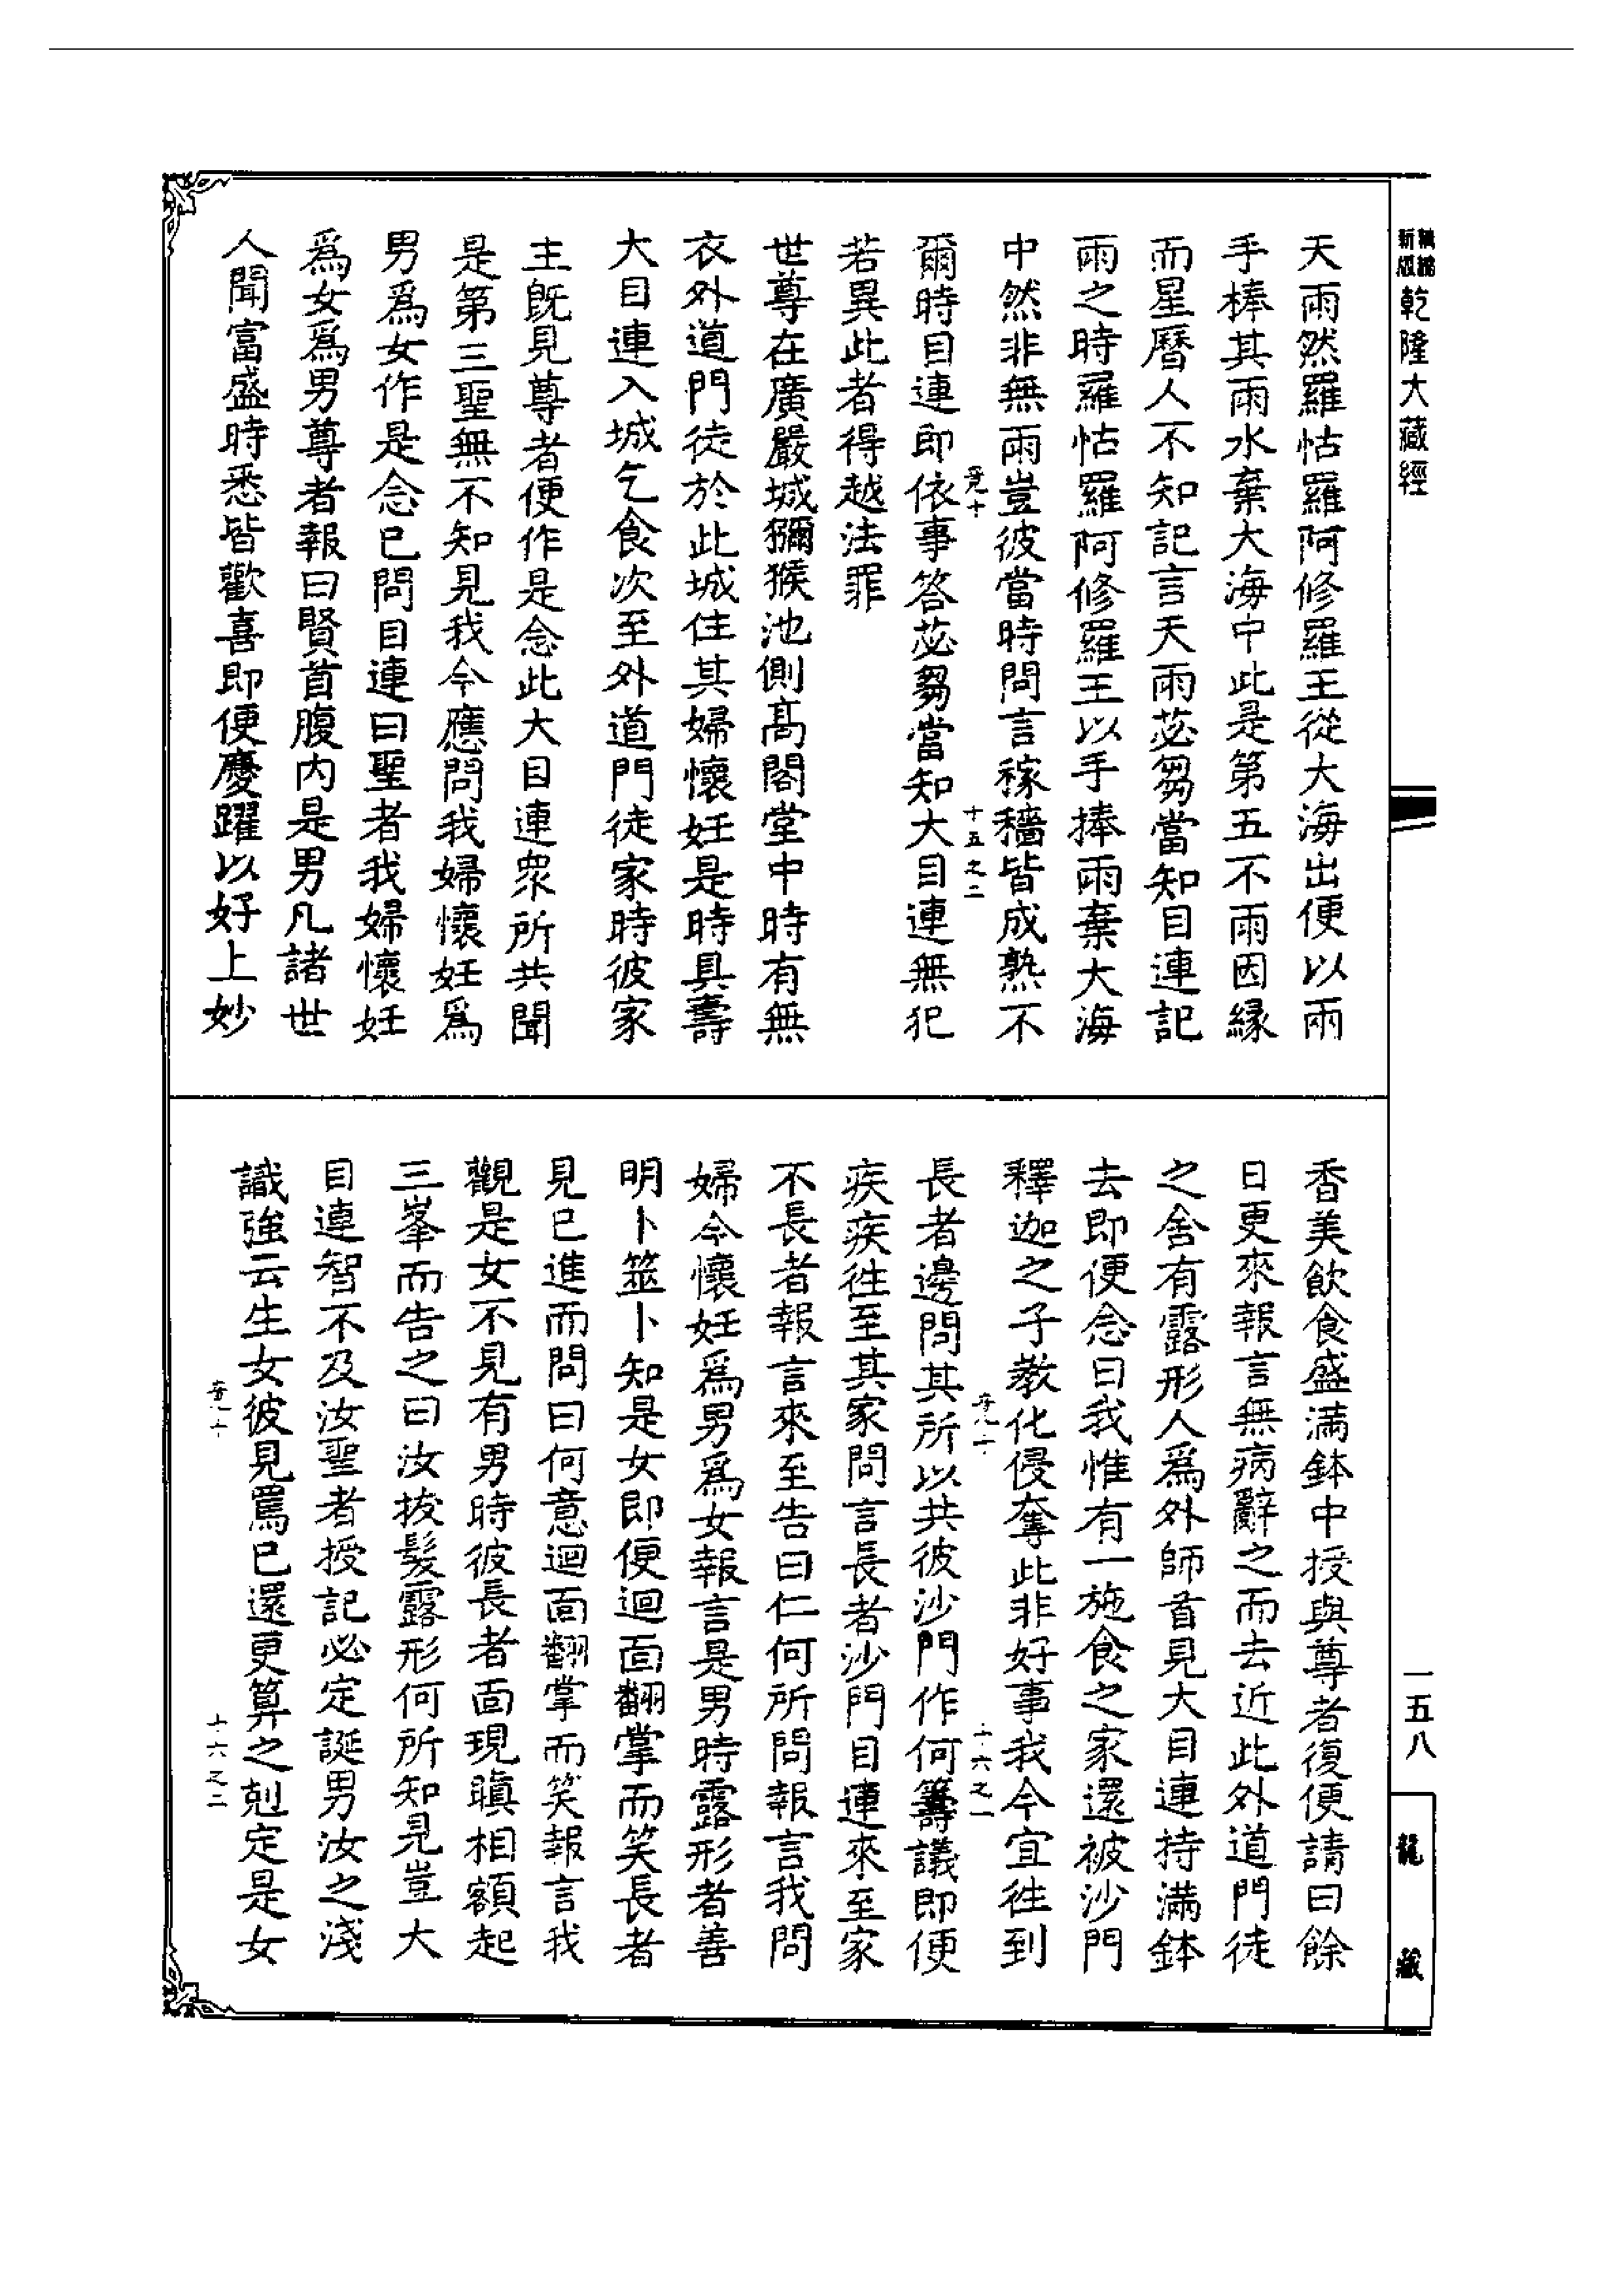 新編縮版乾隆大藏經
天雨然羅怙羅阿修羅王從大海出便以兩
手捧其雨水棄大海中此是第五不雨因緣
而星曆人不知記言天雨苾芻當知目連記
雨之時羅怙羅阿修羅王以手捧雨棄大海
中然非無雨豈彼當時問言稼穡皆成熟不
爾時目連即依事答苾芻當知大目連無犯
若異此者得越法罪
世尊在廣嚴城獼猴池側高閣堂中時有無
衣外道門徒於此城住其婦懷妊是時具壽
大目連入城乞食次至外道門徒家時彼家
主既見尊者便作是念此大目連衆所共聞
是第三聖無不知見我今應問我婦懷妊爲
男爲女作是念已問目連曰聖者我婦懷妊
爲女爲男尊者報曰賢首腹内是男凡諸世
人聞富盛時悉皆歡喜即便慶躍以好上妙
十五之二
香美飲食盛滿鉢中授與尊者復便請曰餘
日更來報言無病辭之而去近此外道門徒
之舍有露形人爲外師首見大目連持滿鉢
去即便念曰我惟有一施食之家還被沙門
釋迦之子教化侵奪此非好事我今宜往到
長者邊問其所以共彼沙門作何籌議即便
疾疾往至其家問言長者沙門目連來至家
不長者報言來至告曰仁何所問報言我問
婦今懷妊爲男爲女報言是男時露形者善
明卜筮卜知是女即便迴面翻掌而笑長者
見已進而問曰何意迴面翻掌而笑報言我
觀是女不見有男時彼長者面現瞋相額起
三峯而告之曰汝拔髮露形何所知見豈大
目連智不及汝聖者授記必定誕男汝之淺
識強云生女彼見罵已還更算之剋定是女
十六之一
十六之二
一五八
龍藏